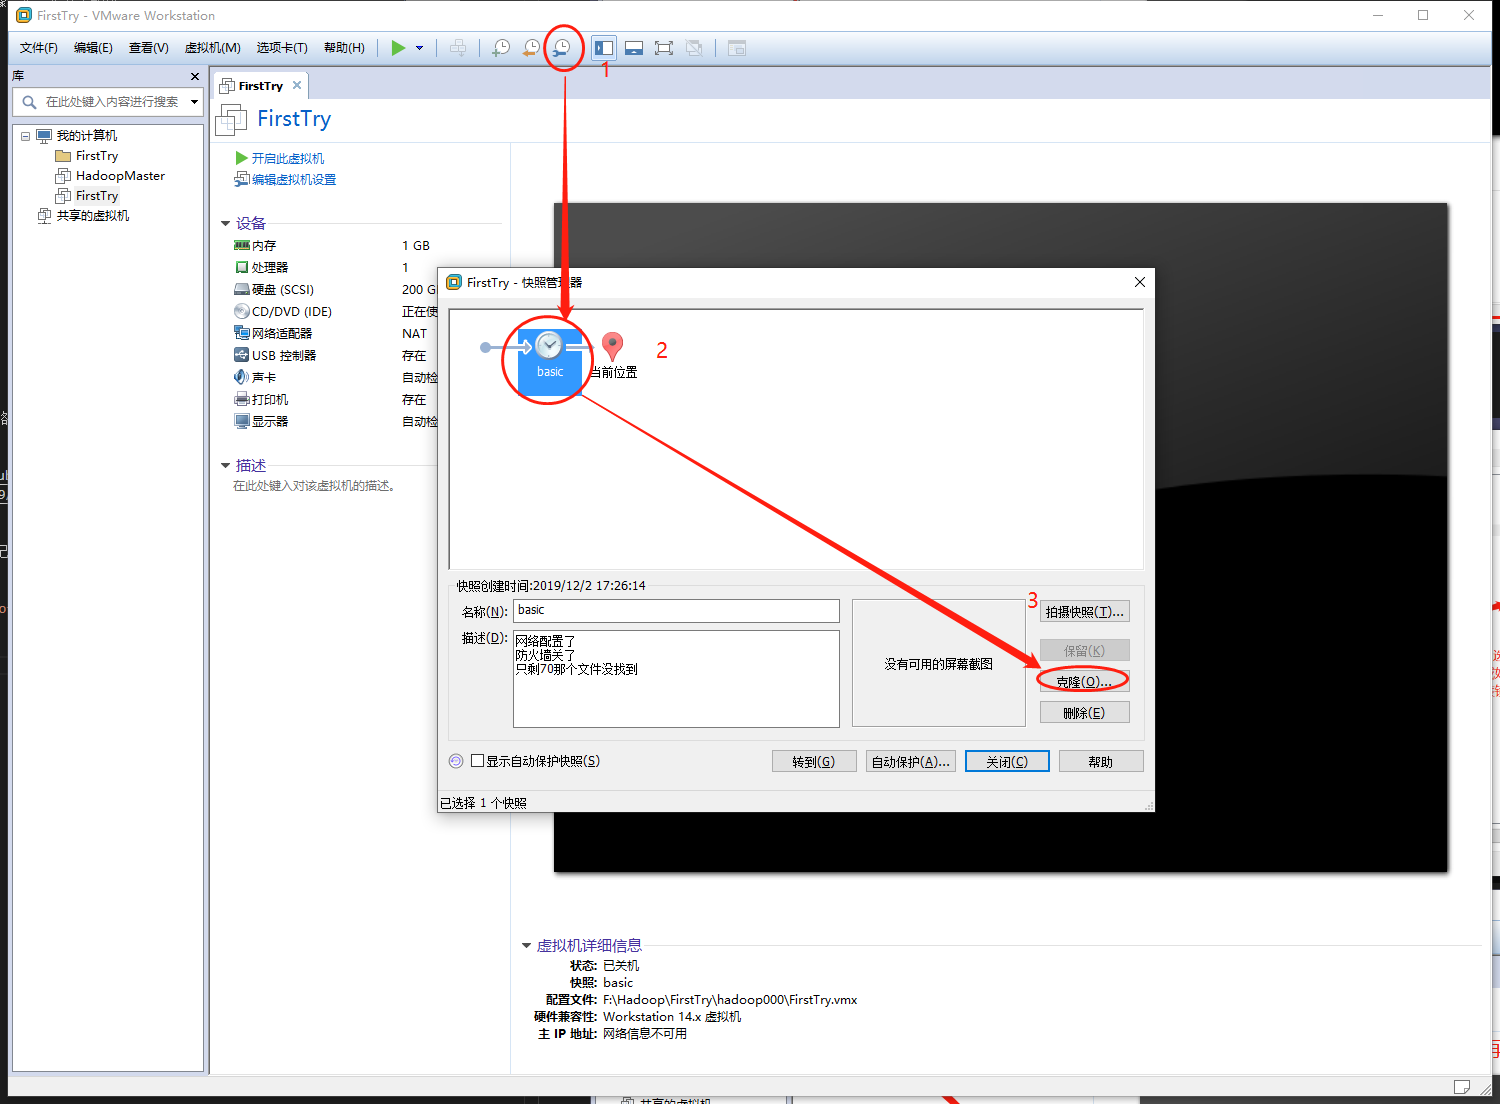 FirstTry - VMware Workstation
文件(F) 编辑(E) 查看(V) 虚拟机(M) 选项卡(T) 帮助(H)
1
库
在此处键入内容进行搜索
我的计算机
FirstTry
HadoopMaster
FirstTry
共享的虚拟机
FirstTry
FirstTry
开启此虚拟机
编辑虚拟机设置
设备
内存 1 GB
处理器 1
硬盘 (SCSI) 200 G
CD/DVD (IDE) 正在使
网络适配器 NAT
USB 控制器 存在
声卡 自动检
打印机 存在
显示器 自动检
描述
在此处键入对该虚拟机的描述。
FirstTry - 快照管理器
basic
当前位置
2
快照创建时间:2019/12/2 17:26:14
名称(N): basic
描述(D): 网络配置了
防火墙关了
只剩70那个文件没找到
没有可用的屏幕截图
3
拍摄快照(T)...
保留(K)
克隆(O)...
删除(E)
显示自动保护快照(S)
转到(G) 自动保护(A)... 关闭(C) 帮助
已选择 1 个快照
虚拟机详细信息
状态: 已关机
快照: basic
配置文件: F:\Hadoop\FirstTry\hadoop000\FirstTry.vmx
硬件兼容性: Workstation 14.x 虚拟机
主 IP 地址: 网络信息不可用
共享的虚拟机